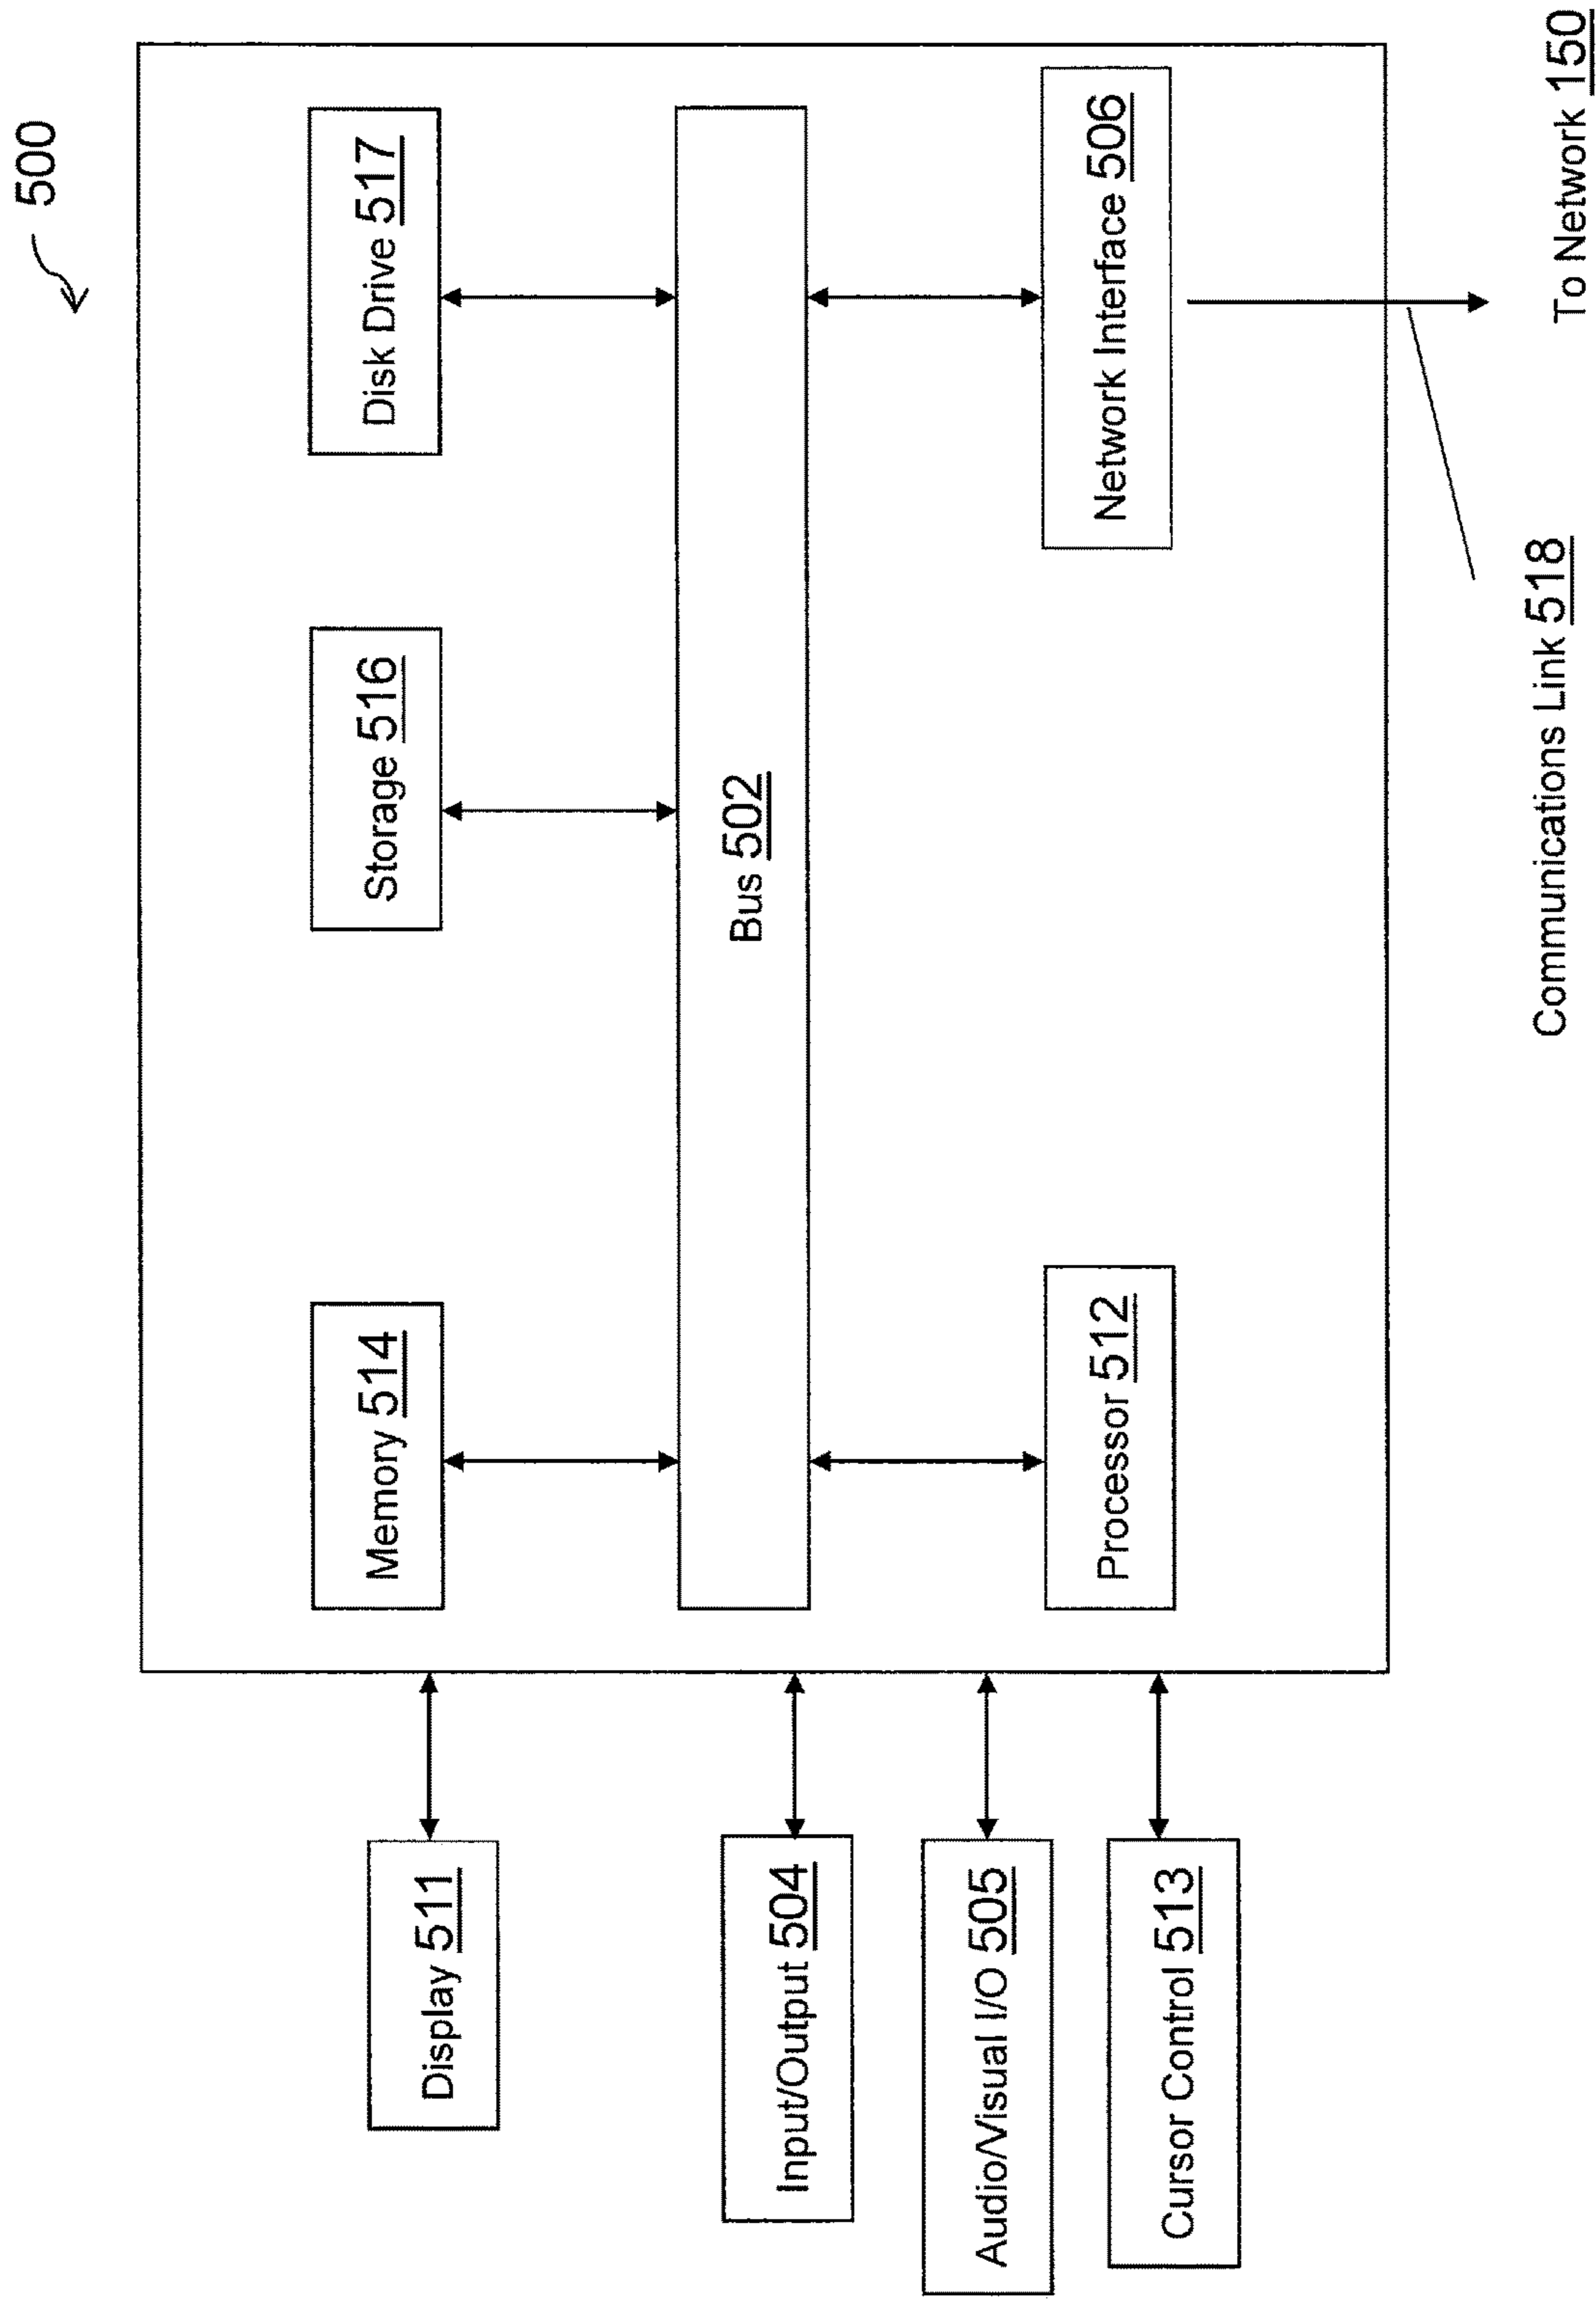 500
Memory 514
Storage 516
Disk Drive 517
Display 511
Bus 502
Input/Output 504
Audio/Visual I/O 505
Processor 512
Network Interface 506
Cursor Control 513
Communications Link 518
To Network 150